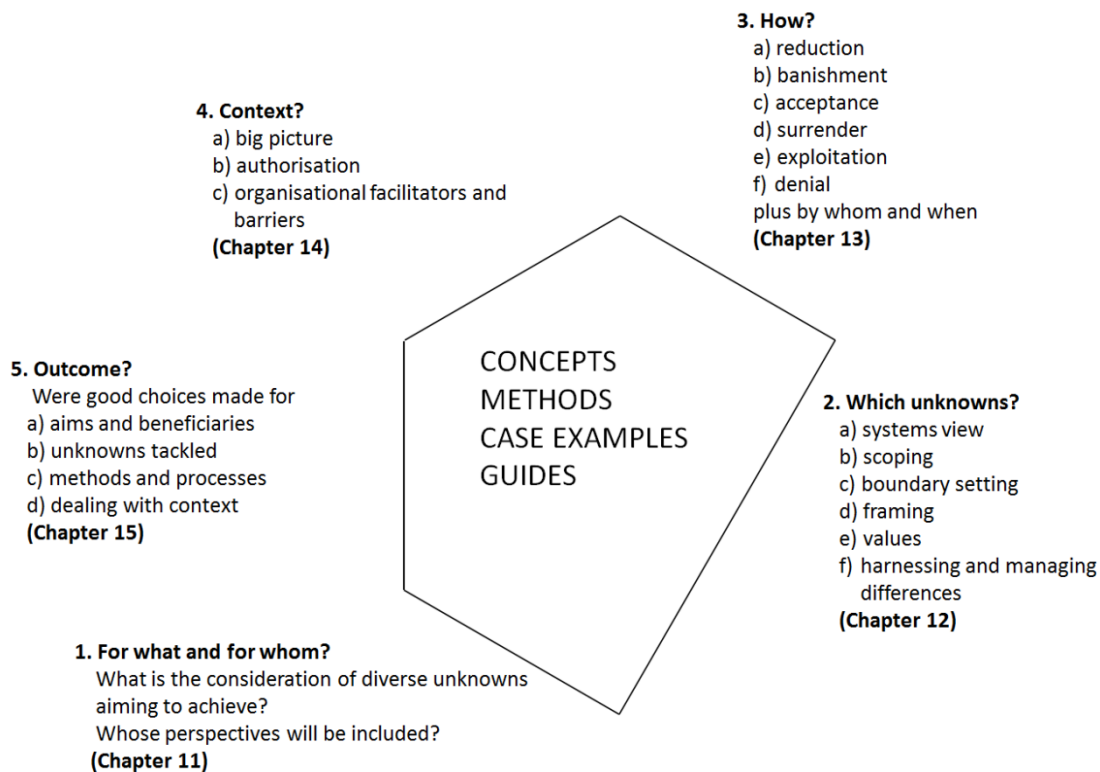 3. How?
a) reduction
b) banishment
c) acceptance
d) surrender
e) exploitation
f) denial
plus by whom and when
(Chapter 13)
4. Context?
a) big picture
b) authorisation
c) organisational facilitators and
barriers
(Chapter 14)
CONCEPTS
METHODS
CASE EXAMPLES
GUIDES
5. Outcome?
Were good choices made for
a) aims and beneficiaries
b) unknowns tackled
c) methods and processes
d) dealing with context
(Chapter 15)
2. Which unknowns?
a) systems view
b) scoping
c) boundary setting
d) framing
e) values
f) harnessing and managing
differences
(Chapter 12)
1. For what and for whom?
What is the consideration of diverse unknowns
aiming to achieve?
Whose perspectives will be included?
(Chapter 11)